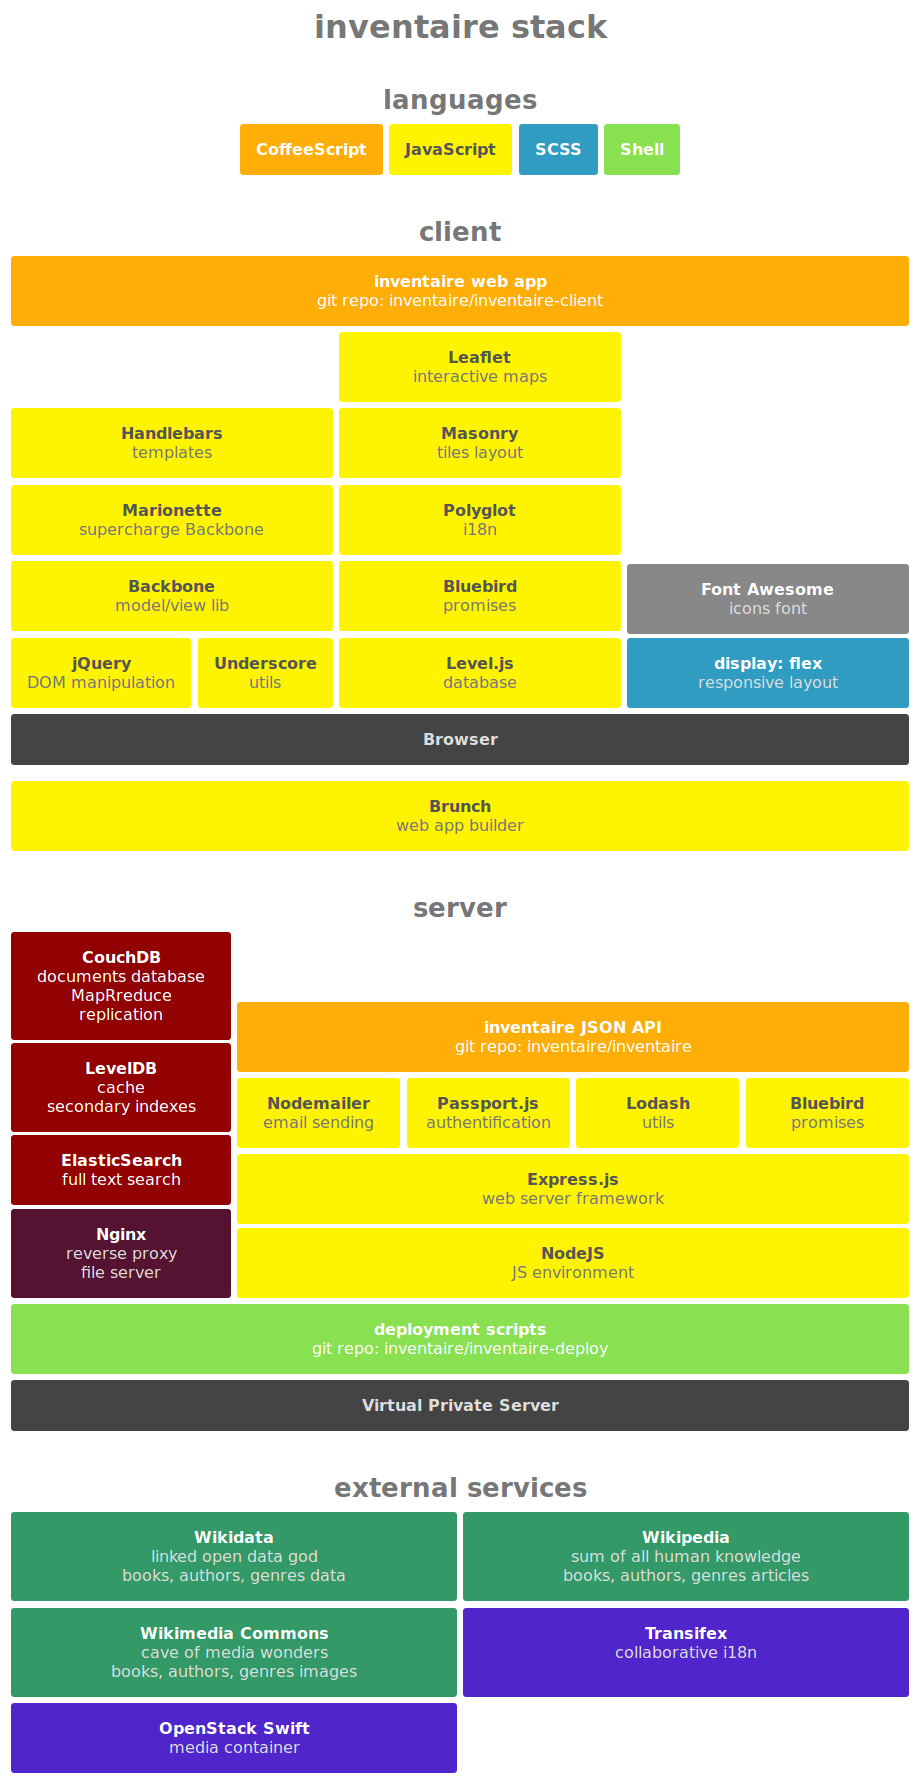 inventaire stack
languages
CoffeeScript
JavaScript
SCSS
Shell
client
inventaire web app
git repo: inventaire/inventaire-client
Leaflet
interactive maps
Handlebars
templates
Masonry
tiles layout
Marionette
supercharge Backbone
Polyglot
i18n
Backbone
model/view lib
Bluebird
promises
Font Awesome
icons font
jQuery
DOM manipulation
Underscore
utils
Level.js
database
display: flex
responsive layout
Browser
Brunch
web app builder
server
CouchDB
documents database
MapRreduce
replication
LevelDB
cache
secondary indexes
ElasticSearch
full text search
Nginx
reverse proxy
file server
inventaire JSON API
git repo: inventaire/inventaire
Nodemailer
email sending
Passport.js
authentification
Lodash
utils
Bluebird
promises
Express.js
web server framework
NodeJS
JS environment
deployment scripts
git repo: inventaire/inventaire-deploy
Virtual Private Server
external services
Wikidata
linked open data god
books, authors, genres data
Wikipedia
sum of all human knowledge
books, authors, genres articles
Wikimedia Commons
cave of media wonders
books, authors, genres images
Transifex
collaborative i18n
OpenStack Swift
media container